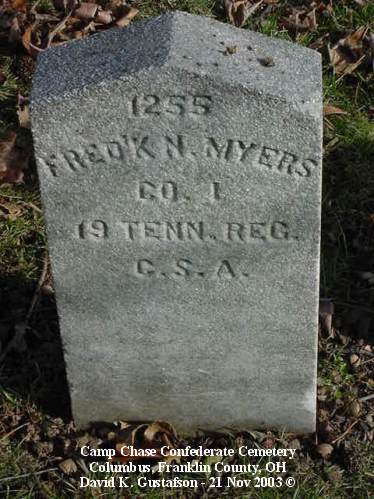 1255
FRED'K N. MYERS
CO. I
19 TENN. REG.
C. S. A.
Camp Chase Confederate Cemetery
Columbus, Franklin County, OH
David K. Gustafson - 21 Nov 2003 ©